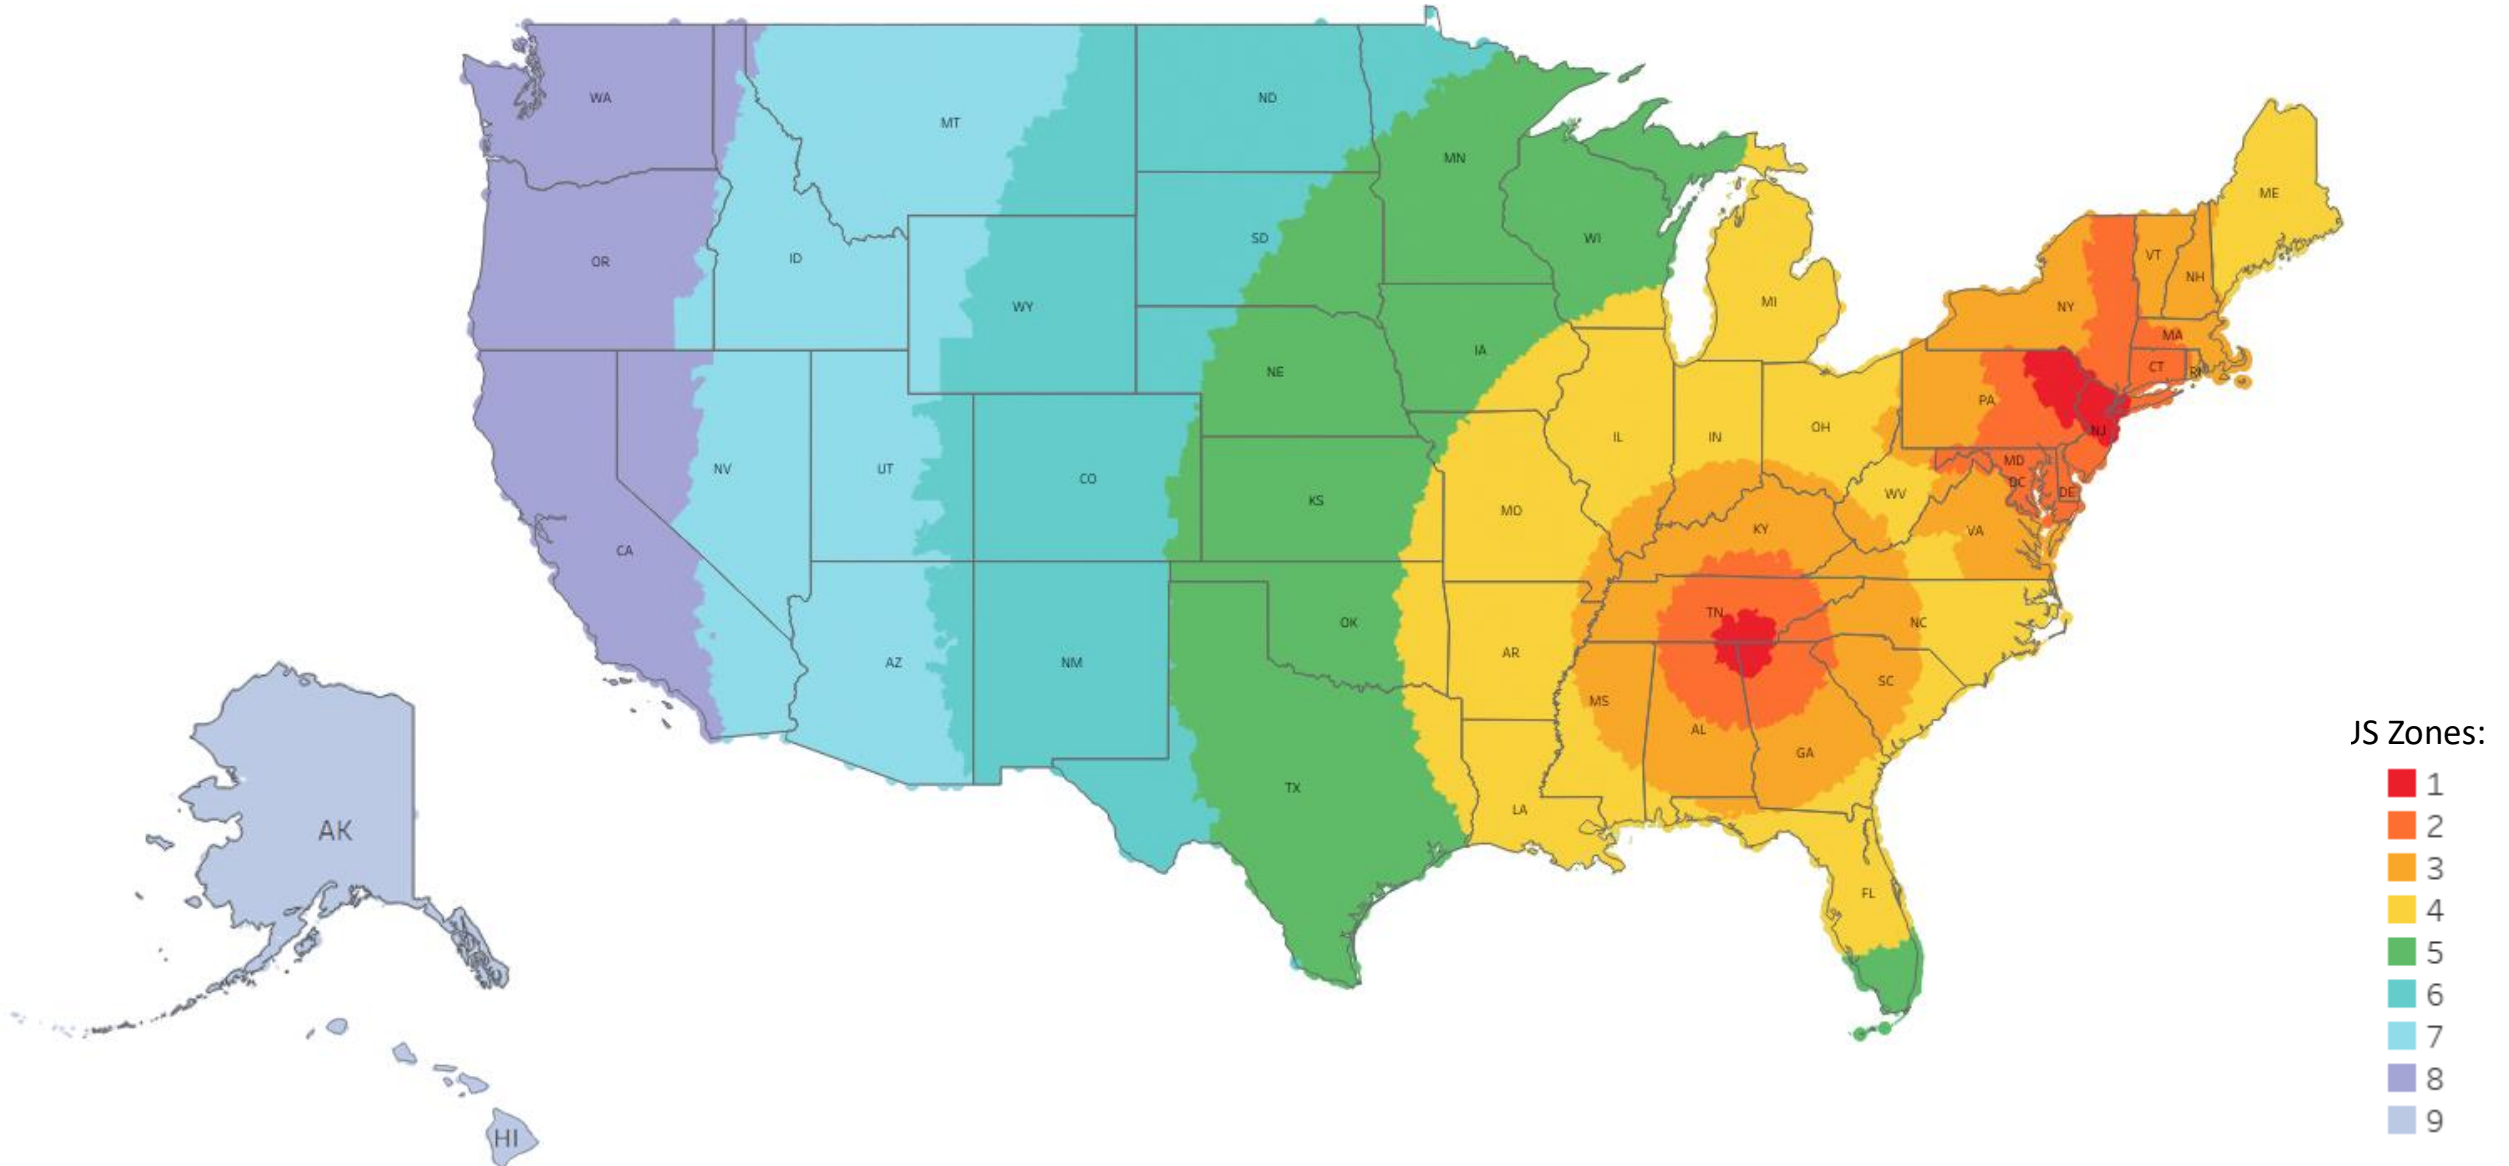 WA
MT
ND
MN
ME
OR
ID
SD
WI
VT
NH
WY
MI
NY
MA
IA
NE
CT
RI
PA
OH
NJ
IL
IN
NV
UT
CO
KS
MD
DC
DE
WV
MO
KY
VA
CA
TN
OK
NC
AR
AZ
NM
SC
MS
AL
GA
TX
LA
FL
AK
HI
JS Zones:
1
2
3
4
5
6
7
8
9